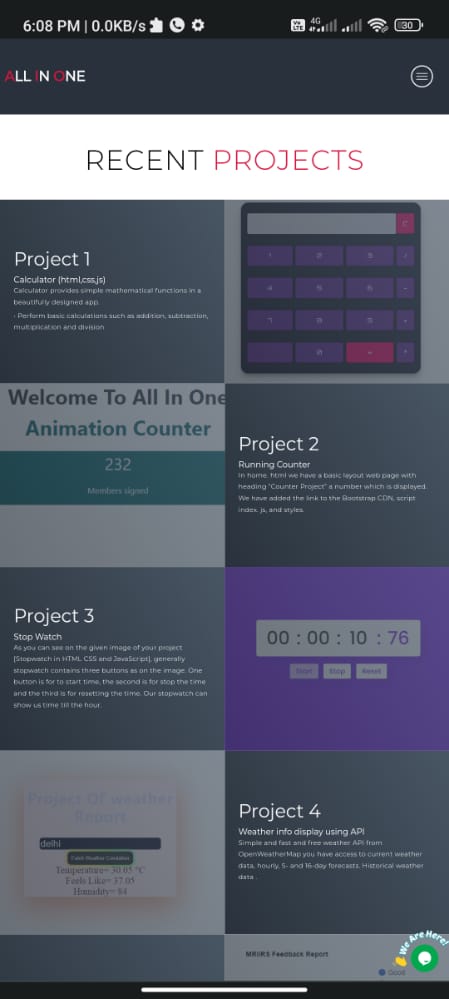 6:08 PM | 0.0KB/s
Vo LTE 4G 30
ALL IN ONE
RECENT PROJECTS
Project 1
Calculator (html,css,js)
Calculator provides simple mathematical functions in a
beautifully designed app.
- Perform basic calculations such as addition, subtraction,
multiplication and division
C
1 2 3 /
4 5 6 -
7 8 9 +
0 = *
Welcome To All In One
Animation Counter
232
Members signed
Project 2
Running Counter
In home. html we have a basic layout web page with
heading "Counter Project" a number which is displayed.
We have added the link to the Bootstrap CDN, script
index. js, and styles.
Project 3
Stop Watch
As you can see on the given image of your project
[Stopwatch in HTML CSS and JavaScript], generally
stopwatch contains three buttons as on the image. One
button is for to start time, the second is for stop the time
and the third is for resetting the time. Our stopwatch can
show us time till the hour.
00 : 00 : 10 : 76
Start Stop Reset
Project Of weather
Report
delhi
Temperature= 30.05 °C
Feels Like= 37.05
Humidity= 84
Project 4
Weather info display using API
Simple and fast and free weather API from
OpenWeatherMap you have access to current weather
data, hourly, 5- and 16-day forecasts. Historical weather
data .
We Are Here!
MRIIRS Feedback Report
Good